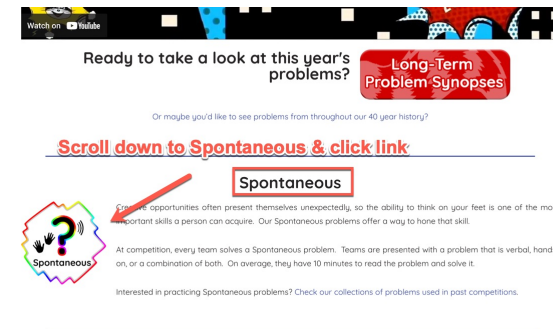 Watch on YouTube
Ready to take a look at this year's
problems?
Long-Term
Problem Synopses
Or maybe you'd like to see problems from throughout our 40 year history?
Scroll down to Spontaneous & click link
Spontaneous
Creative opportunities often present themselves unexpectedly, so the ability to think on your feet is one of the mo
important skills a person can acquire. Our Spontaneous problems offer a way to hone that skill.
Spontaneous
At competition, every team solves a Spontaneous problem. Teams are presented with a problem that is verbal, hand
on, or a combination of both. On average, they have 10 minutes to read the problem and solve it.
Interested in practicing Spontaneous problems? Check our collections of problems used in past competitions.